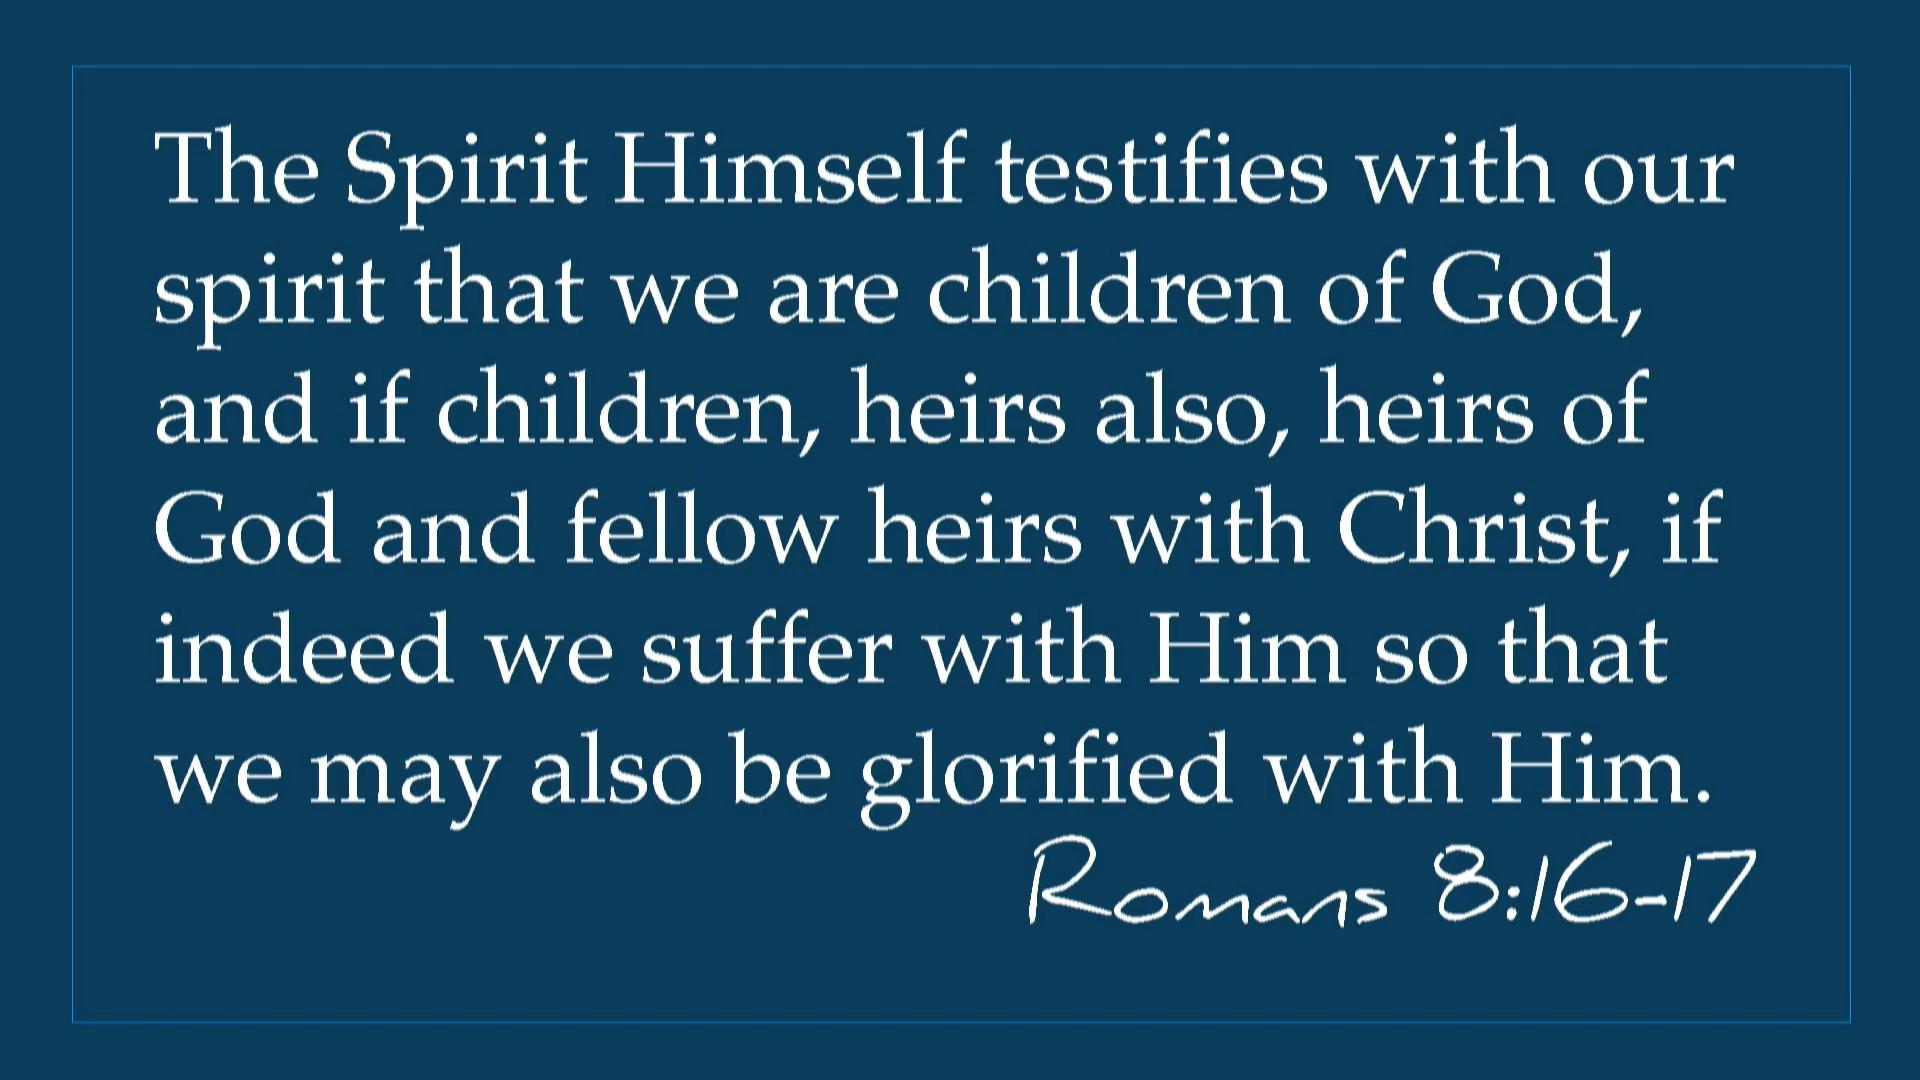 The Spirit Himself testifies with our
spirit that we are children of God,
and if children, heirs also, heirs of
God and fellow heirs with Christ, if
indeed we suffer with Him so that
we may also be glorified with Him.
Romans 8:16-17